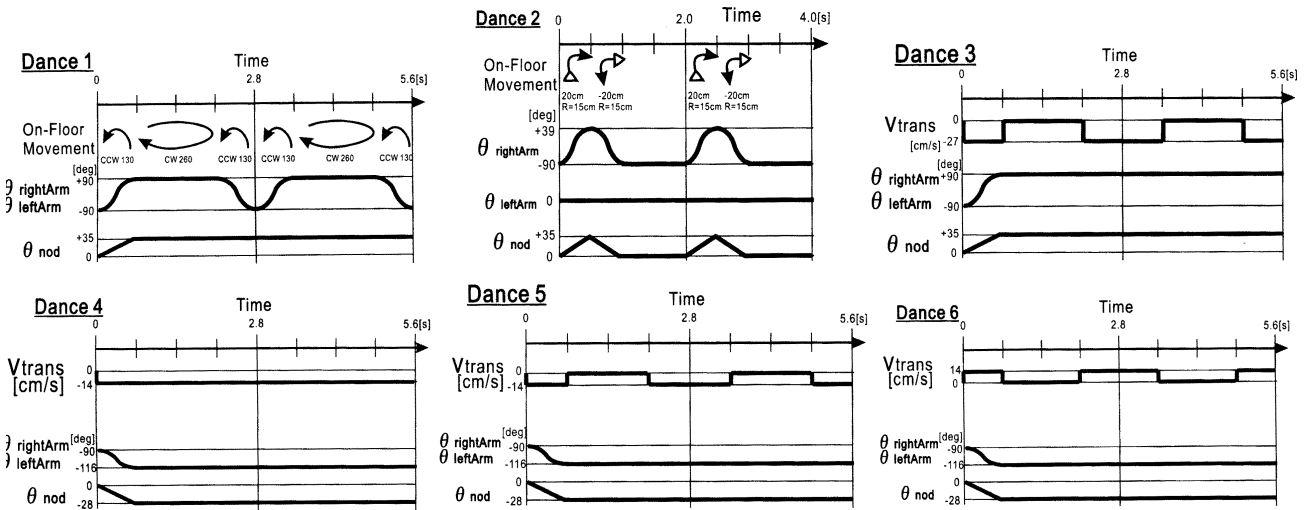 Dance 1
Time
0 2.8 5.6[s]
On-Floor
Movement
CCW 130 CW 260 CW 130 CCW 130 CW 260 CCW 130
[deg]
θ rightArm +90
θ leftArm -90
θ nod +35
0
Dance 2
Time
0 2.0 4.0[s]
On-Floor
Movement
20cm -20cm 20cm -20cm
R=15cm R=15cm R=15cm R=15cm
[deg]
θ rightArm +39
-90
θ leftArm 0
θ nod +35
0
Dance 3
Time
0 2.8 5.6[s]
Vtrans 0
[cm/s] -27
[deg]
θ rightArm +90
θ leftArm -90
θ nod +35
0
Dance 4
Time
0 2.8 5.6[s]
Vtrans 0
[cm/s] -14
[deg]
θ rightArm -90
θ leftArm -116
θ nod 0
-28
Dance 5
Time
0 2.8 5.6[s]
Vtrans 0
[cm/s] -14
[deg]
θ rightArm -90
θ leftArm -116
θ nod 0
-28
Dance 6
Time
0 2.8 5.6[s]
Vtrans 14
[cm/s] 0
[deg]
θ rightArm -90
θ leftArm -116
θ nod 0
-28